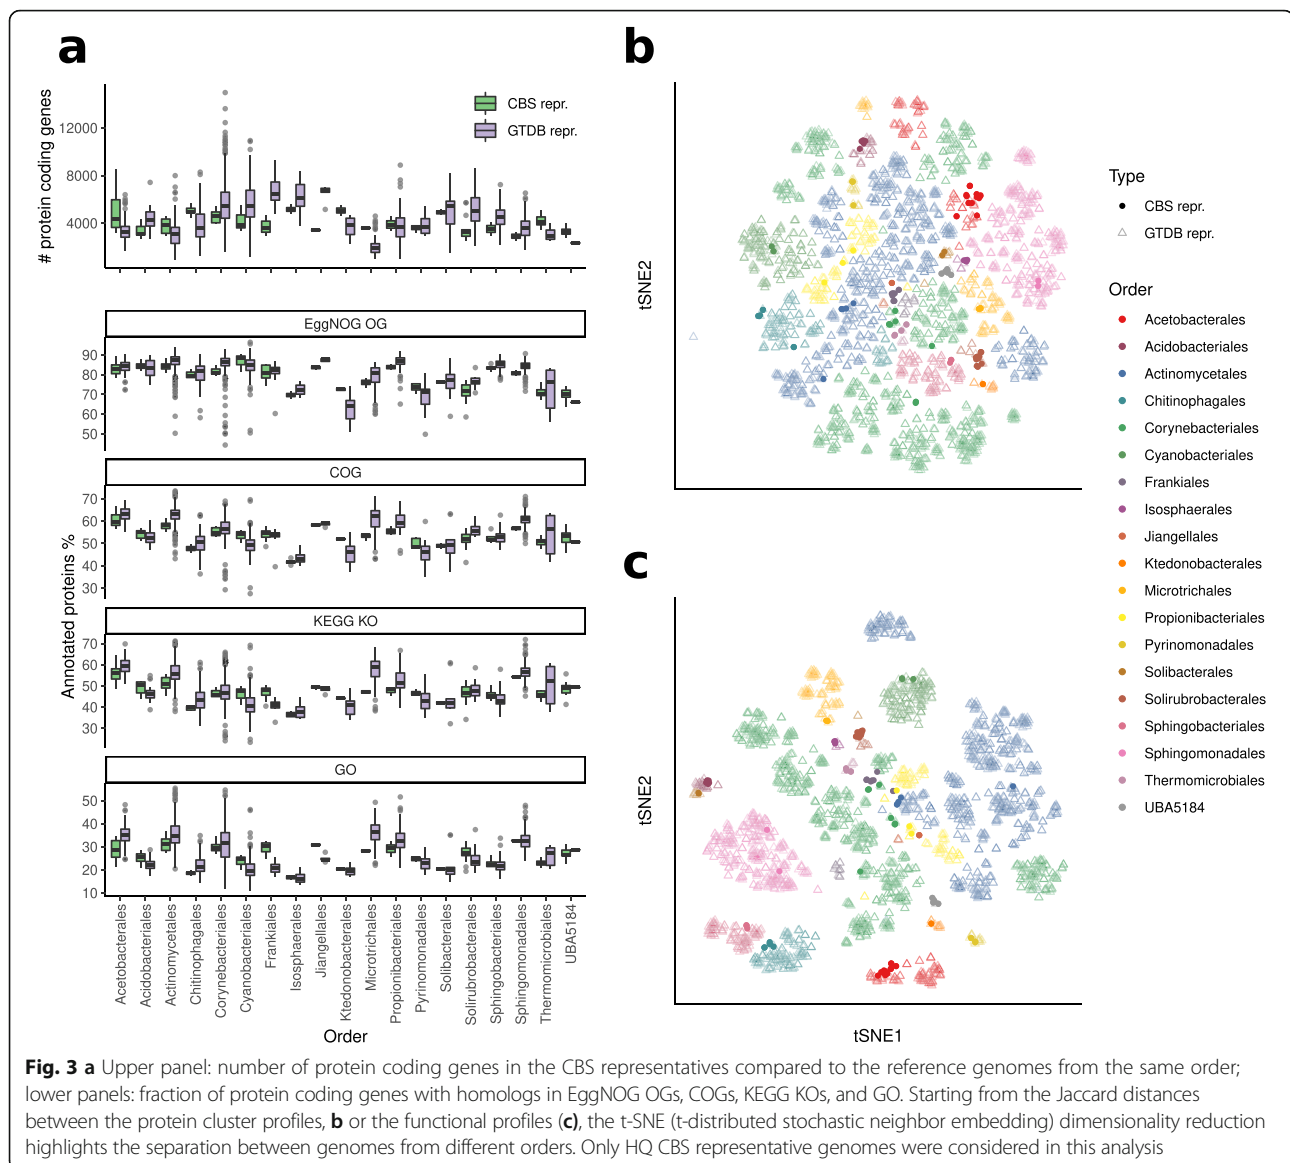 a
# protein coding genes
12000
8000
4000
CBS repr.
GTDB repr.
Annotated proteins %
EggNOG OG
90
80
70
60
50
COG
70
60
50
40
30
KEGG KO
70
60
50
40
30
GO
50
40
30
20
10
Acetobacterales
Acidobacteriales
Actinomycetales
Chitinophagales
Corynebacteriales
Cyanobacteriales
Frankiales
Isosphaerales
Jiangellales
Ktedonobacterales
Microtrichales
Propionibacteriales
Pyrinomonadales
Solibacterales
Solirubrobacterales
Sphingobacteriales
Sphingomonadales
Thermomicrobiales
UBA5184
Order
b
tSNE2
c
tSNE2
tSNE1
Type
CBS repr.
GTDB repr.
Order
Acetobacterales
Acidobacteriales
Actinomycetales
Chitinophagales
Corynebacteriales
Cyanobacteriales
Frankiales
Isosphaerales
Jiangellales
Ktedonobacterales
Microtrichales
Propionibacteriales
Pyrinomonadales
Solibacterales
Solirubrobacterales
Sphingobacteriales
Sphingomonadales
Thermomicrobiales
UBA5184
Fig. 3 a Upper panel: number of protein coding genes in the CBS representatives compared to the reference genomes from the same order;
lower panels: fraction of protein coding genes with homologs in EggNOG OGs, COGs, KEGG KOs, and GO. Starting from the Jaccard distances
between the protein cluster profiles, b or the functional profiles (c), the t-SNE (t-distributed stochastic neighbor embedding) dimensionality reduction
highlights the separation between genomes from different orders. Only HQ CBS representative genomes were considered in this analysis